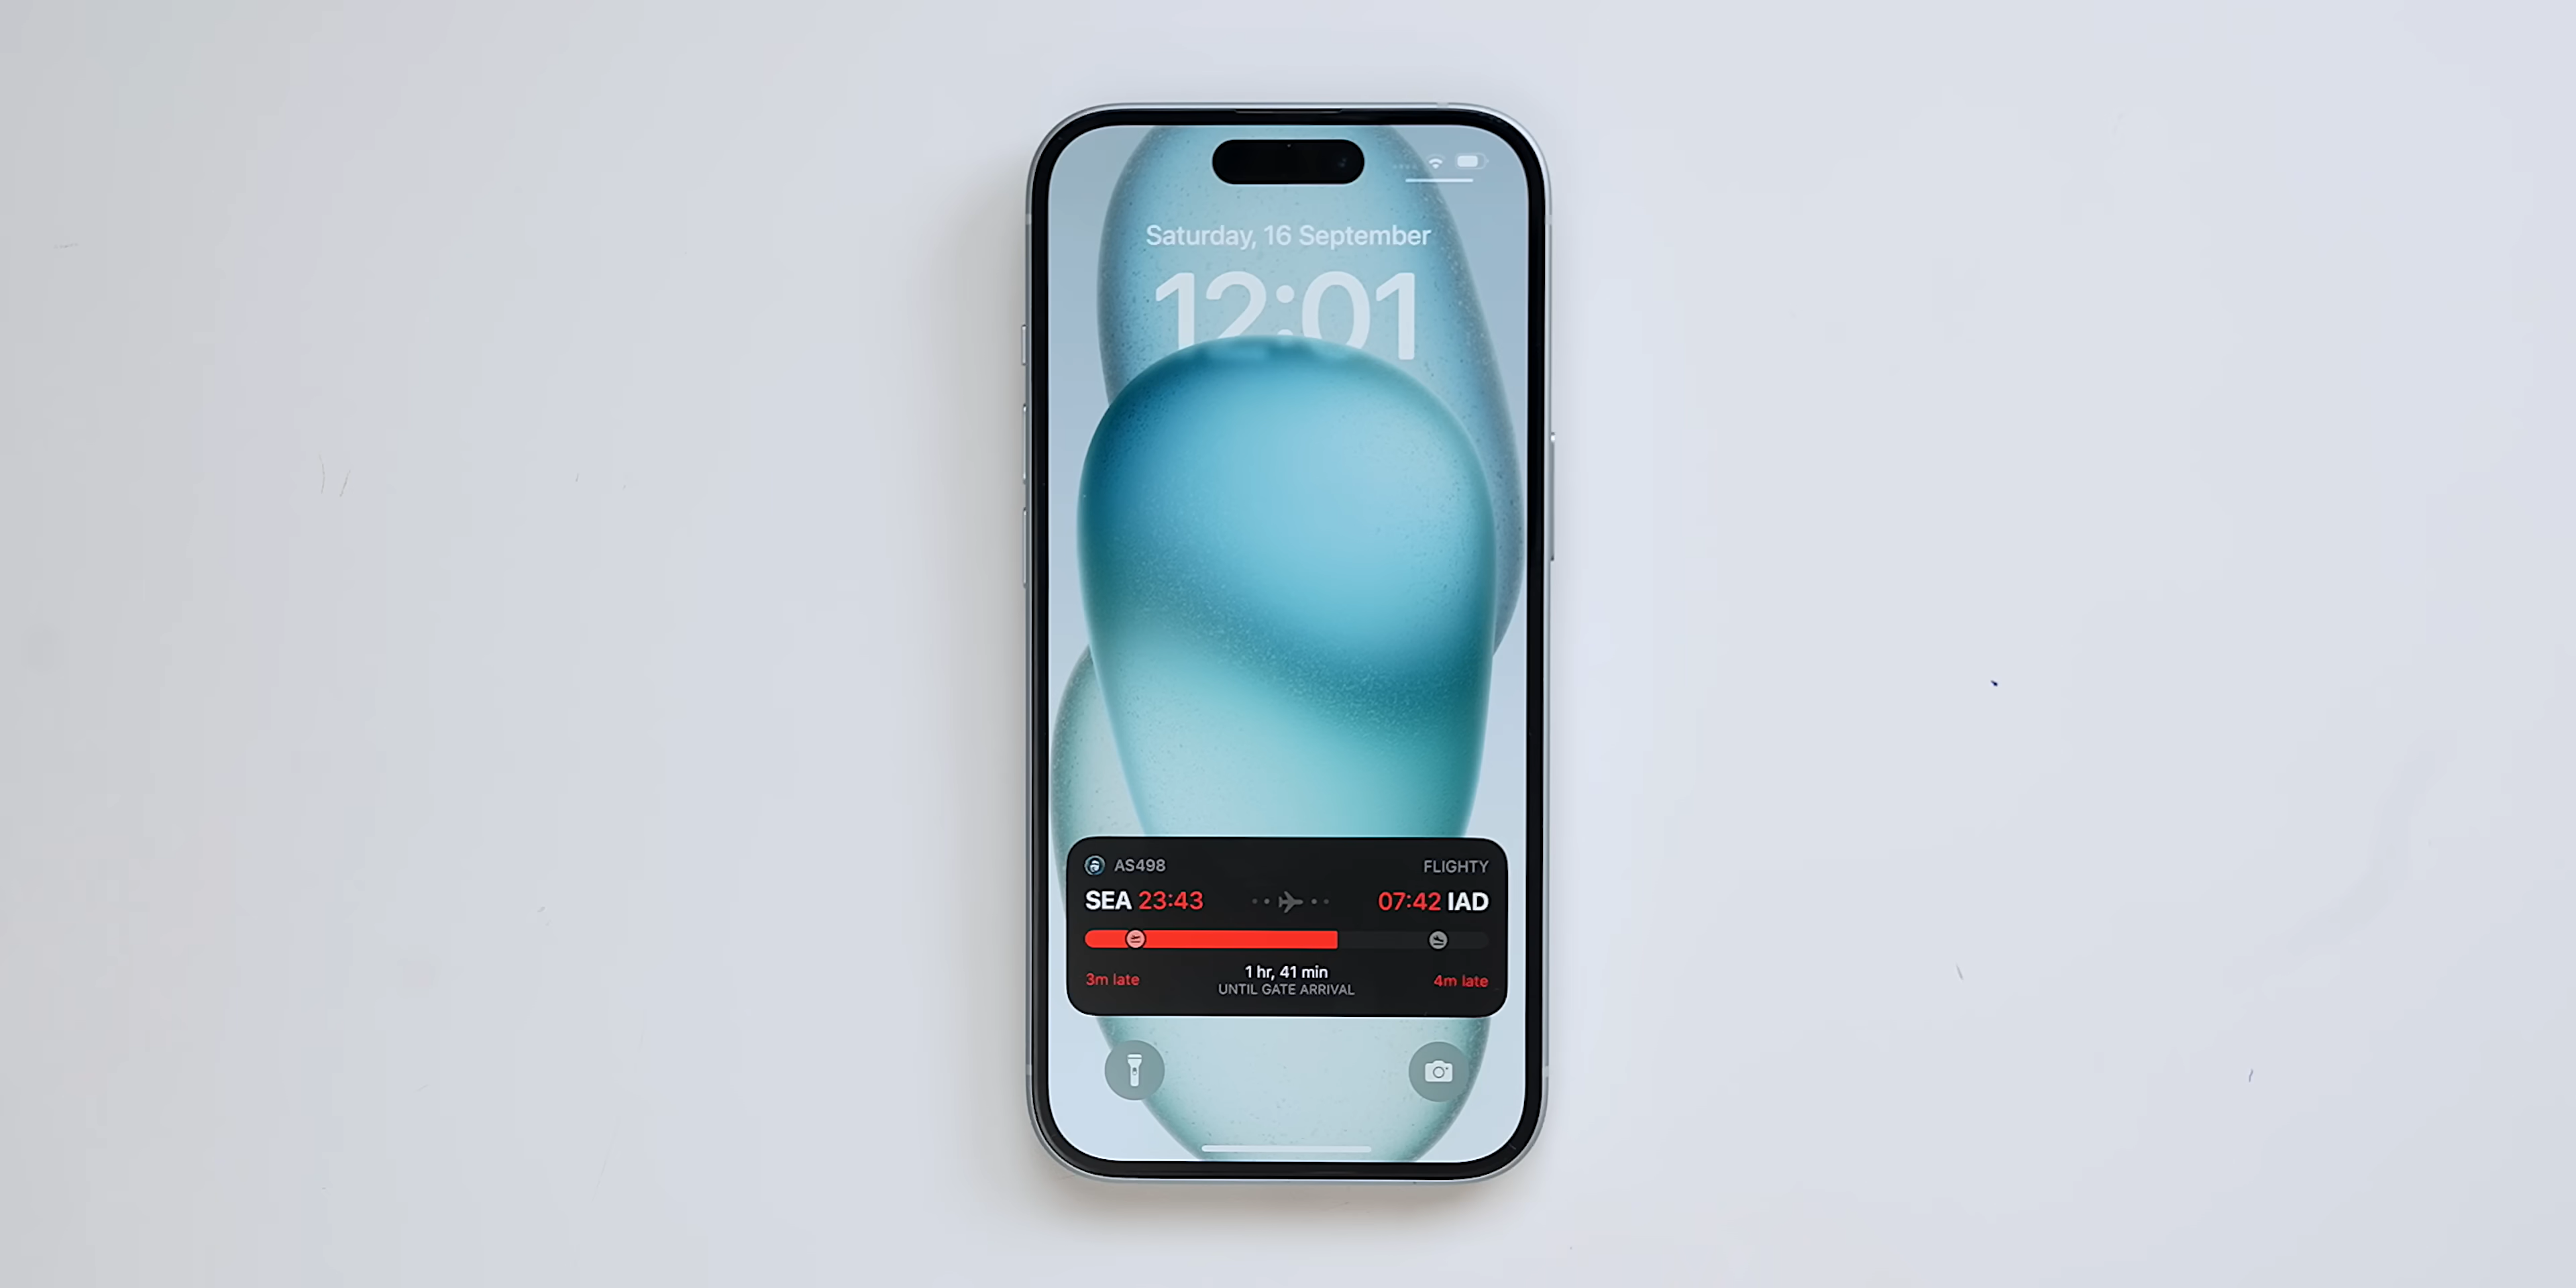 Saturday, 16 September
12:01
AS498 FLIGHTY
SEA 23:43 07:42 IAD
3m late 1 hr, 41 min 4m late
UNTIL GATE ARRIVAL